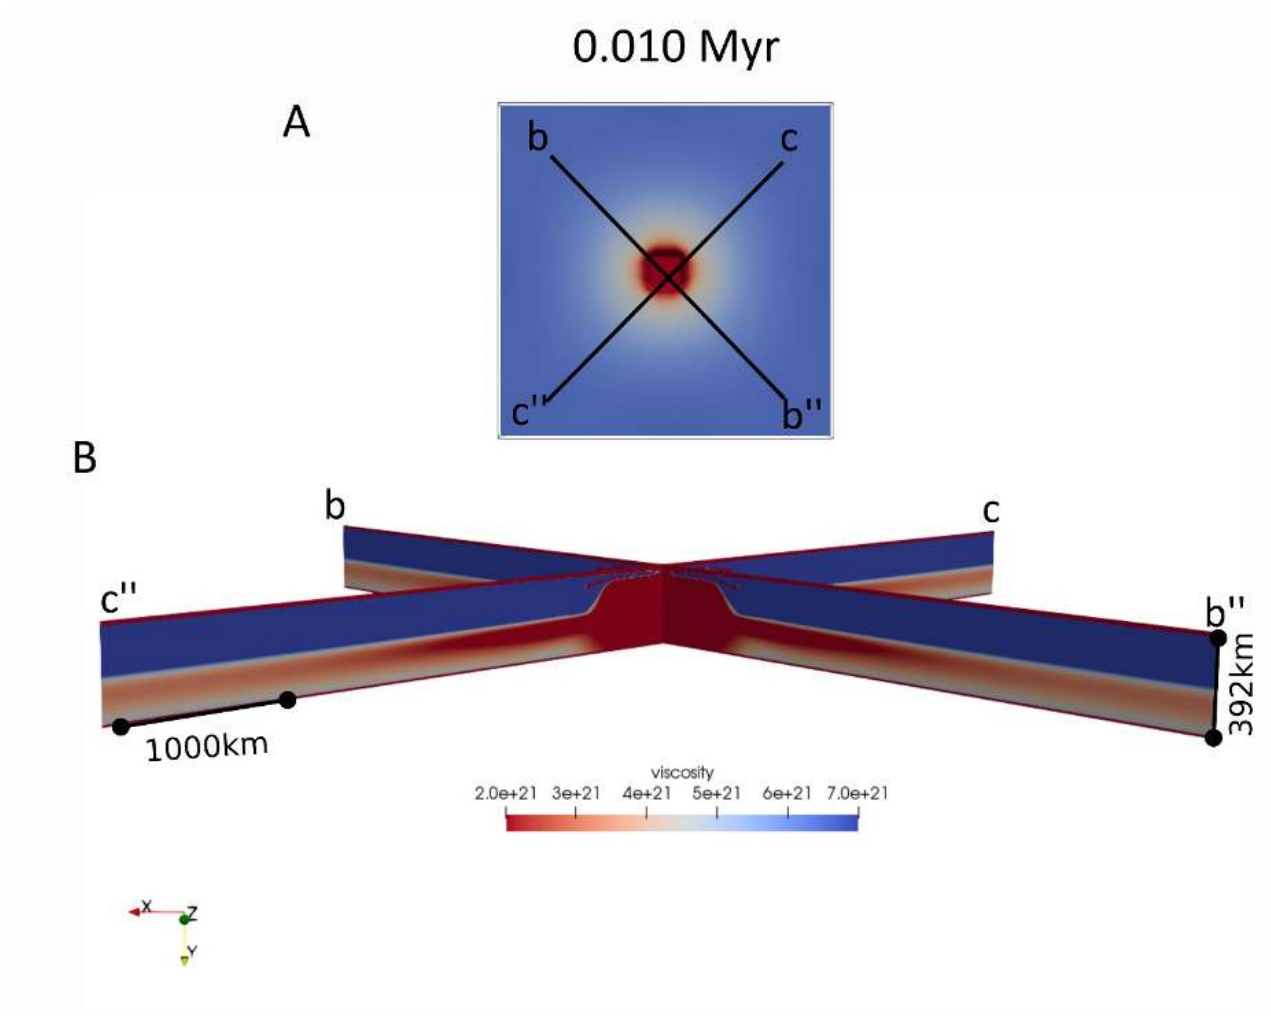 0.010 Myr
A
b
c
c''
b''
B
b
c
c''
b''
392km
1000km
viscosity
2.0e+21 3e+21 4e+21 5e+21 6e+21 7.0e+21
X
Z
Y